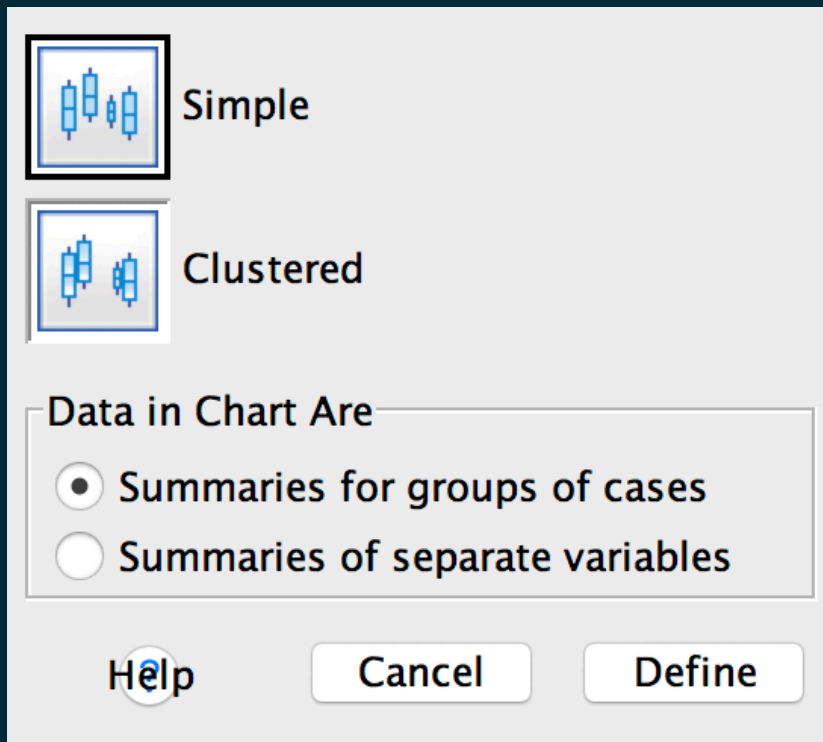 Simple
Clustered
Data in Chart Are
Summaries for groups of cases
Summaries of separate variables
Help Cancel Define